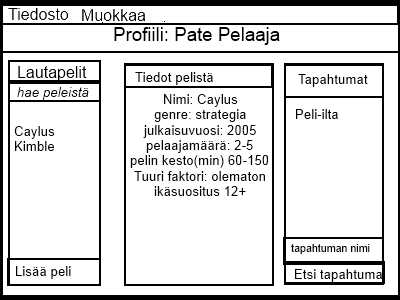 Tiedosto Muokkaa
Profiili: Pate Pelaaja
Lautapelit
hae peleistä
Caylus
Kimble
Lisää peli
Tiedot pelistä
Nimi: Caylus
genre: strategia
julkaisuvuosi: 2005
pelaajamäärä: 2-5
pelin kesto(min) 60-150
Tuuri faktori: olematon
ikäsuositus 12+
Tapahtumat
Peli-ilta
tapahtuman nimi
Etsi tapahtuma